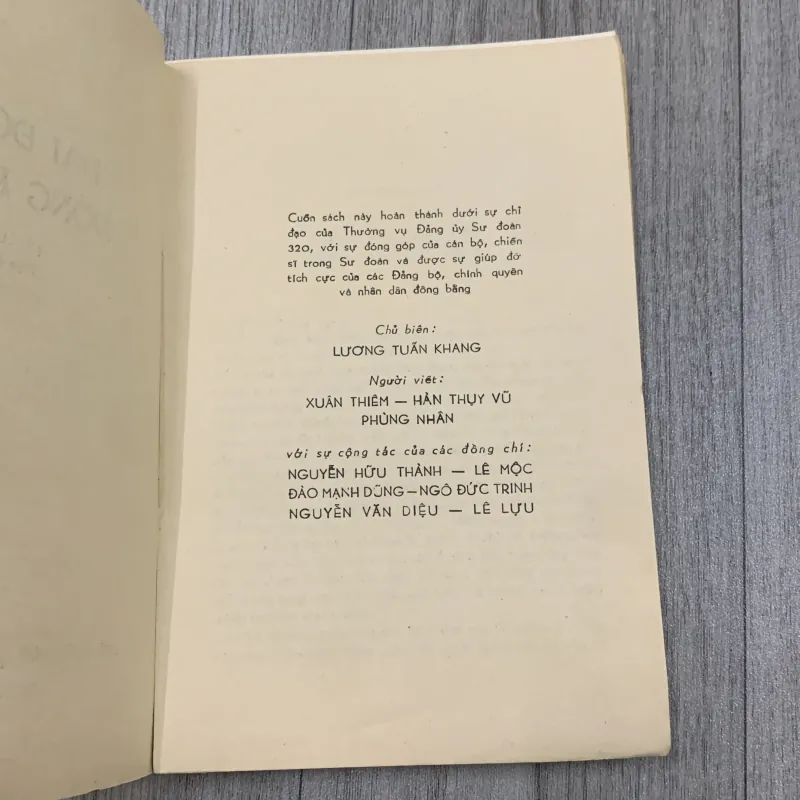 Cuốn sách này hoàn thành dưới sự chỉ
đạo của Thường vụ Đảng ủy Sư đoàn
320, với sự đóng góp của cán bộ, chiến
sĩ trong Sư đoàn và được sự giúp đỡ
tích cực của các Đảng bộ, chính quyền
và nhân dân đồng bằng
Chủ biên:
LƯƠNG TUẤN KHANG
Người viết:
XUÂN THIÊM — HÀN THỤY VŨ
PHÙNG NHÂN
với sự cộng tác của các đồng chí:
NGUYỄN HỮU THÀNH — LÊ MỘC
ĐÀO MẠNH DŨNG — NGÔ ĐỨC TRINH
NGUYỄN VĂN DIỆU — LÊ LỰU